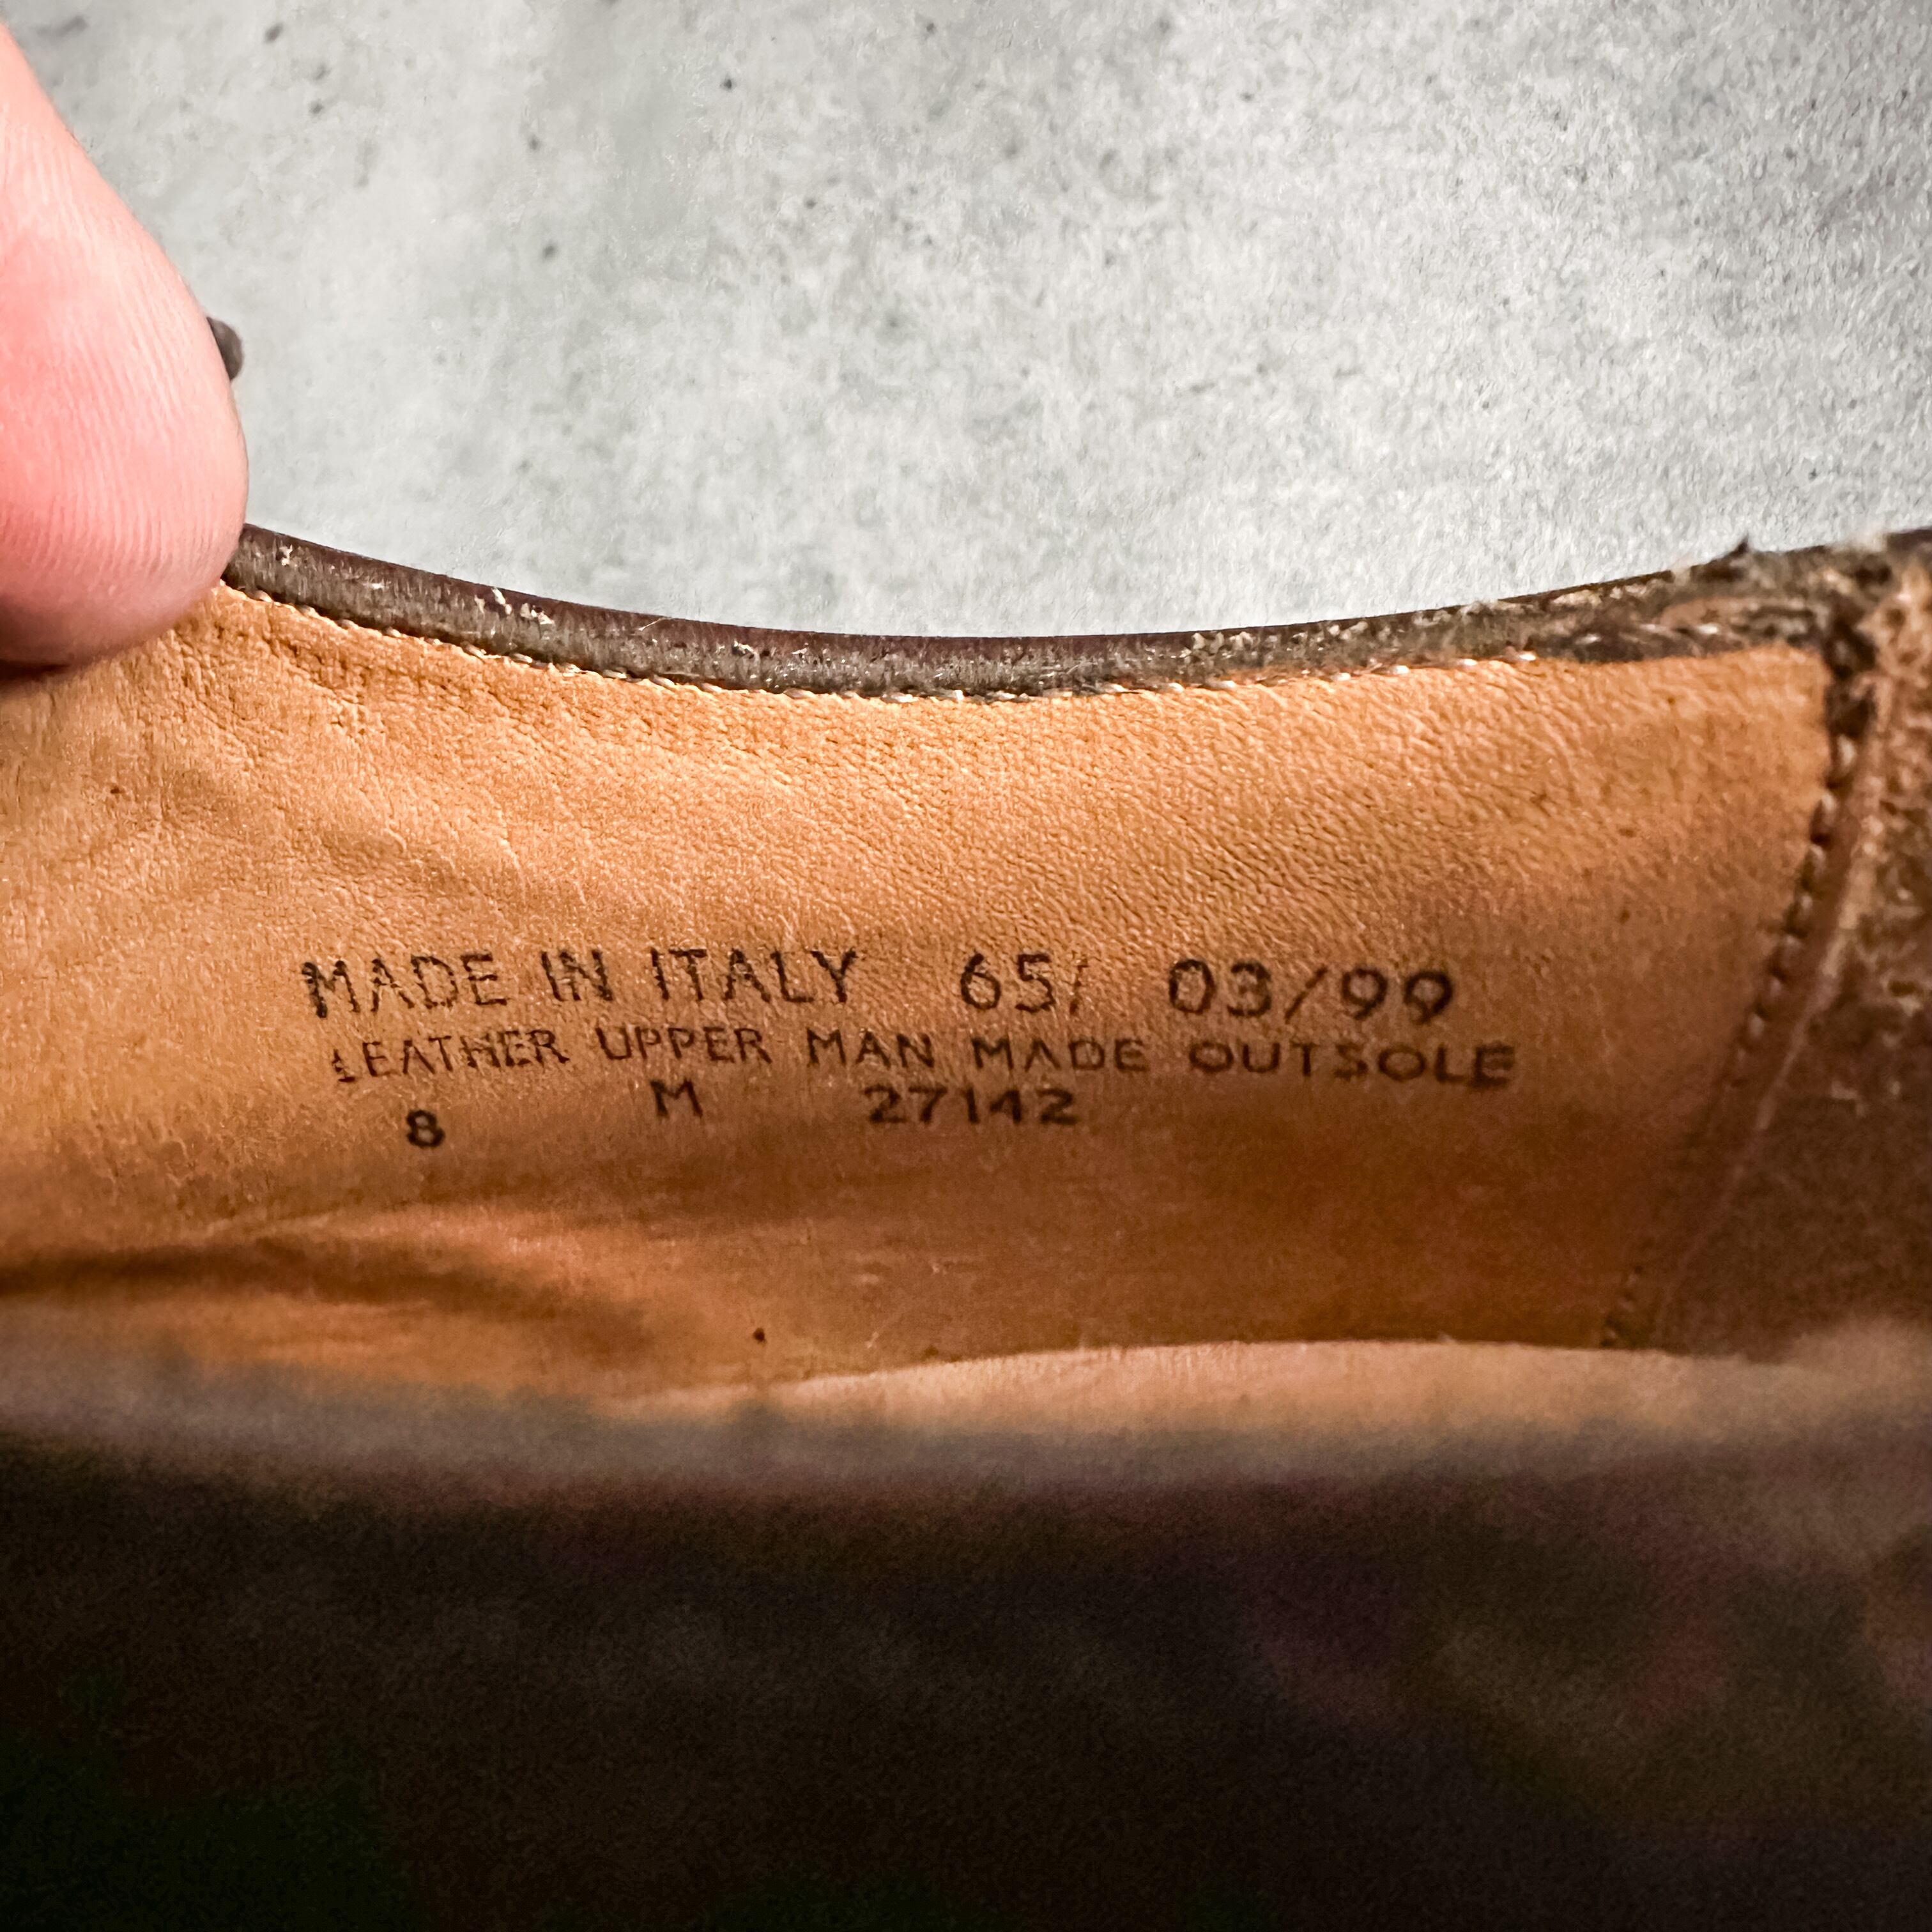 MADE IN ITALY 65/ 03/99
LEATHER UPPER MAN MADE OUTSOLE
8 M 27142